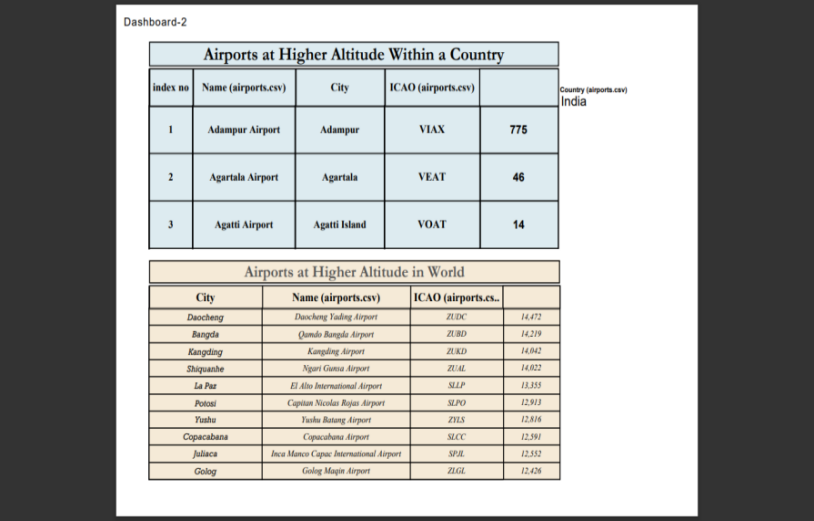 Dashboard-2
Airports at Higher Altitude Within a Country
index no Name (airports.csv) City ICAO (airports.csv)
Country (airports.csv)
India
1 Adampur Airport Adampur VIAX 775
2 Agartala Airport Agartala VEAT 46
3 Agatti Airport Agatti Island VOAT 14
Airports at Higher Altitude in World
City Name (airports.csv) ICAO (airports.cs..
Daocheng Daocheng Yading Airport ZUDC 14,472
Bangda Qamdo Bangda Airport ZUBD 14,219
Kangding Kangding Airport ZUKD 14,042
Shiquanhe Ngari Gunsa Airport ZUAL 14,022
La Paz El Alto International Airport SLLP 13,355
Potosi Capitan Nicolas Rojas Airport SLPO 12,913
Yushu Yushu Batang Airport ZYLS 12,816
Copacabana Copacabana Airport SLCC 12,591
Juliaca Inca Manco Capac International Airport SPJL 12,552
Golog Golog Maqin Airport ZLGL 12,426